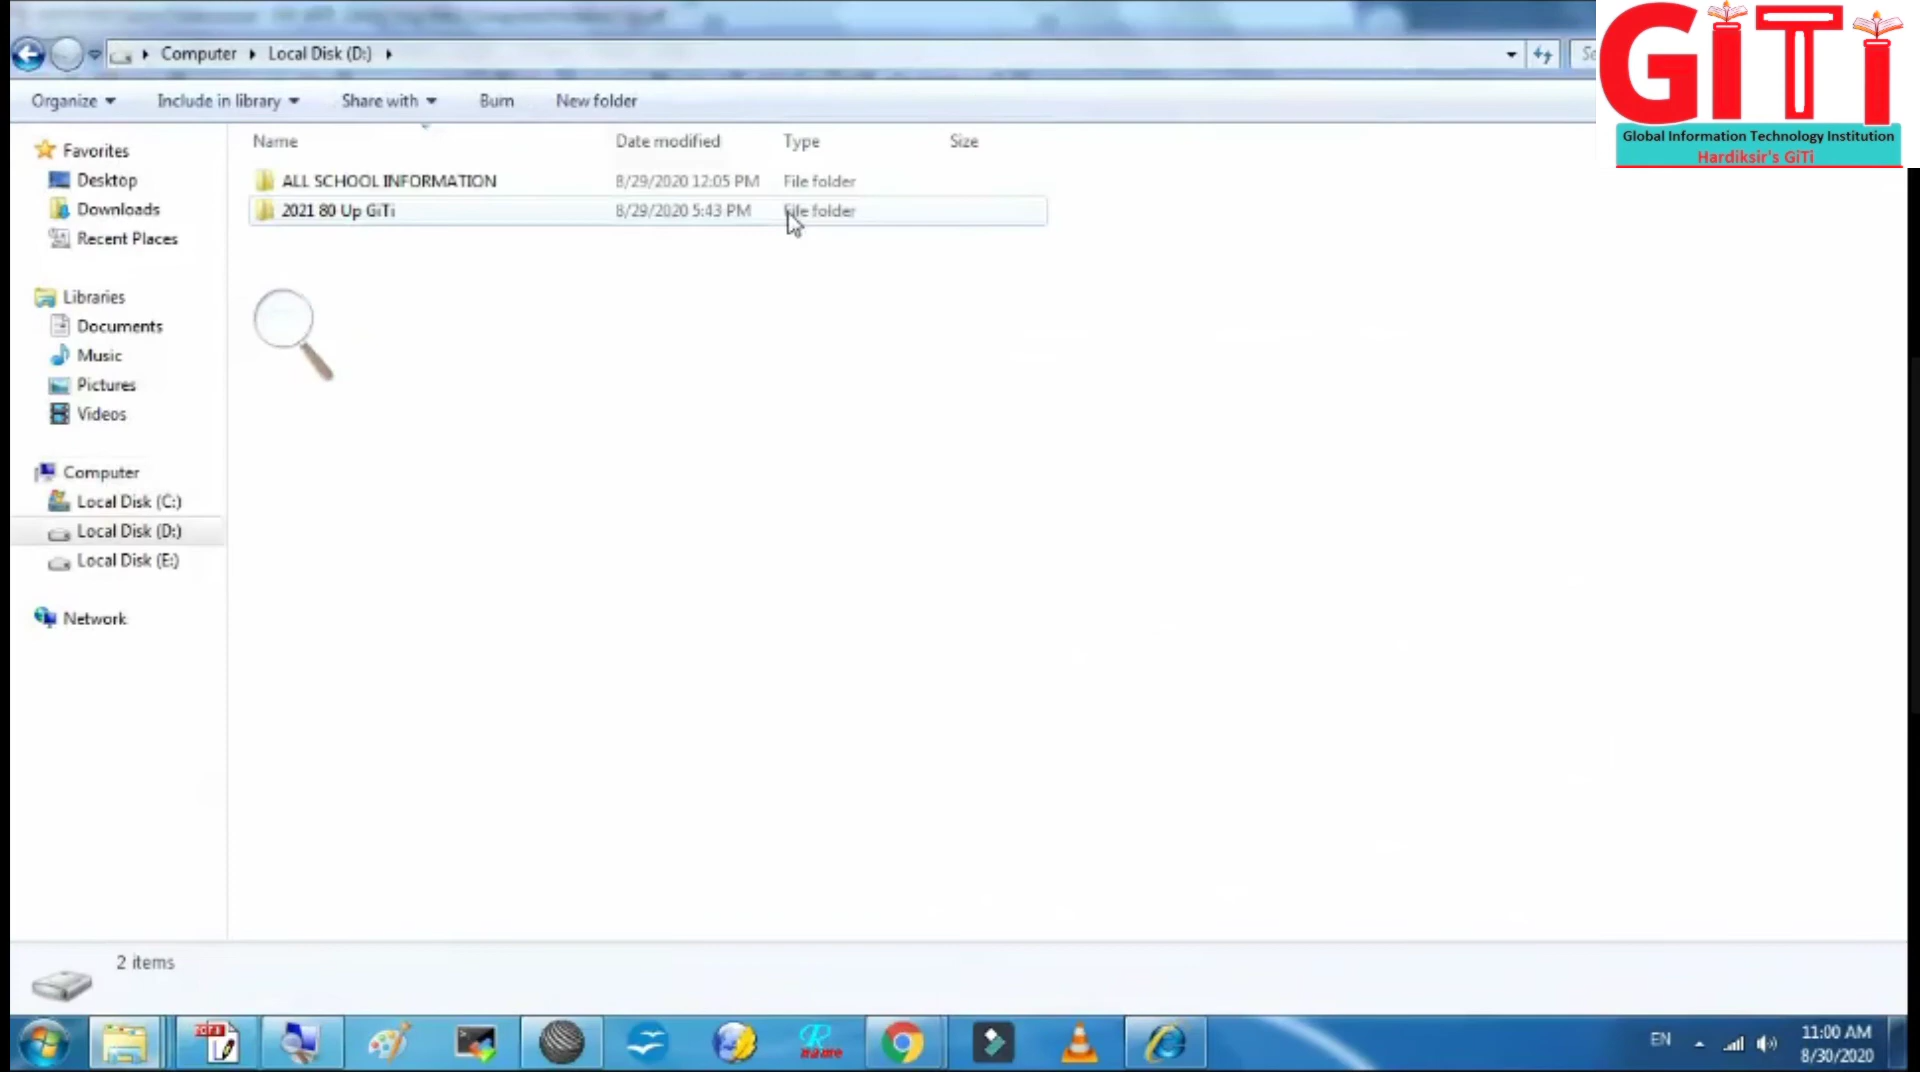 GiTi
Global Information Technology Institution
Hardiksir's GiTi
Computer Local Disk (D:)
Organize Include in library Share with Burn New folder
Name Date modified Type Size
ALL SCHOOL INFORMATION 8/29/2020 12:05 PM File folder
2021 80 Up GiTi 8/29/2020 5:43 PM File folder
Favorites
Desktop
Downloads
Recent Places
Libraries
Documents
Music
Pictures
Videos
Computer
Local Disk (C:)
Local Disk (D:)
Local Disk (E:)
Network
2 items
Rename
EN
11:00 AM
8/30/2020